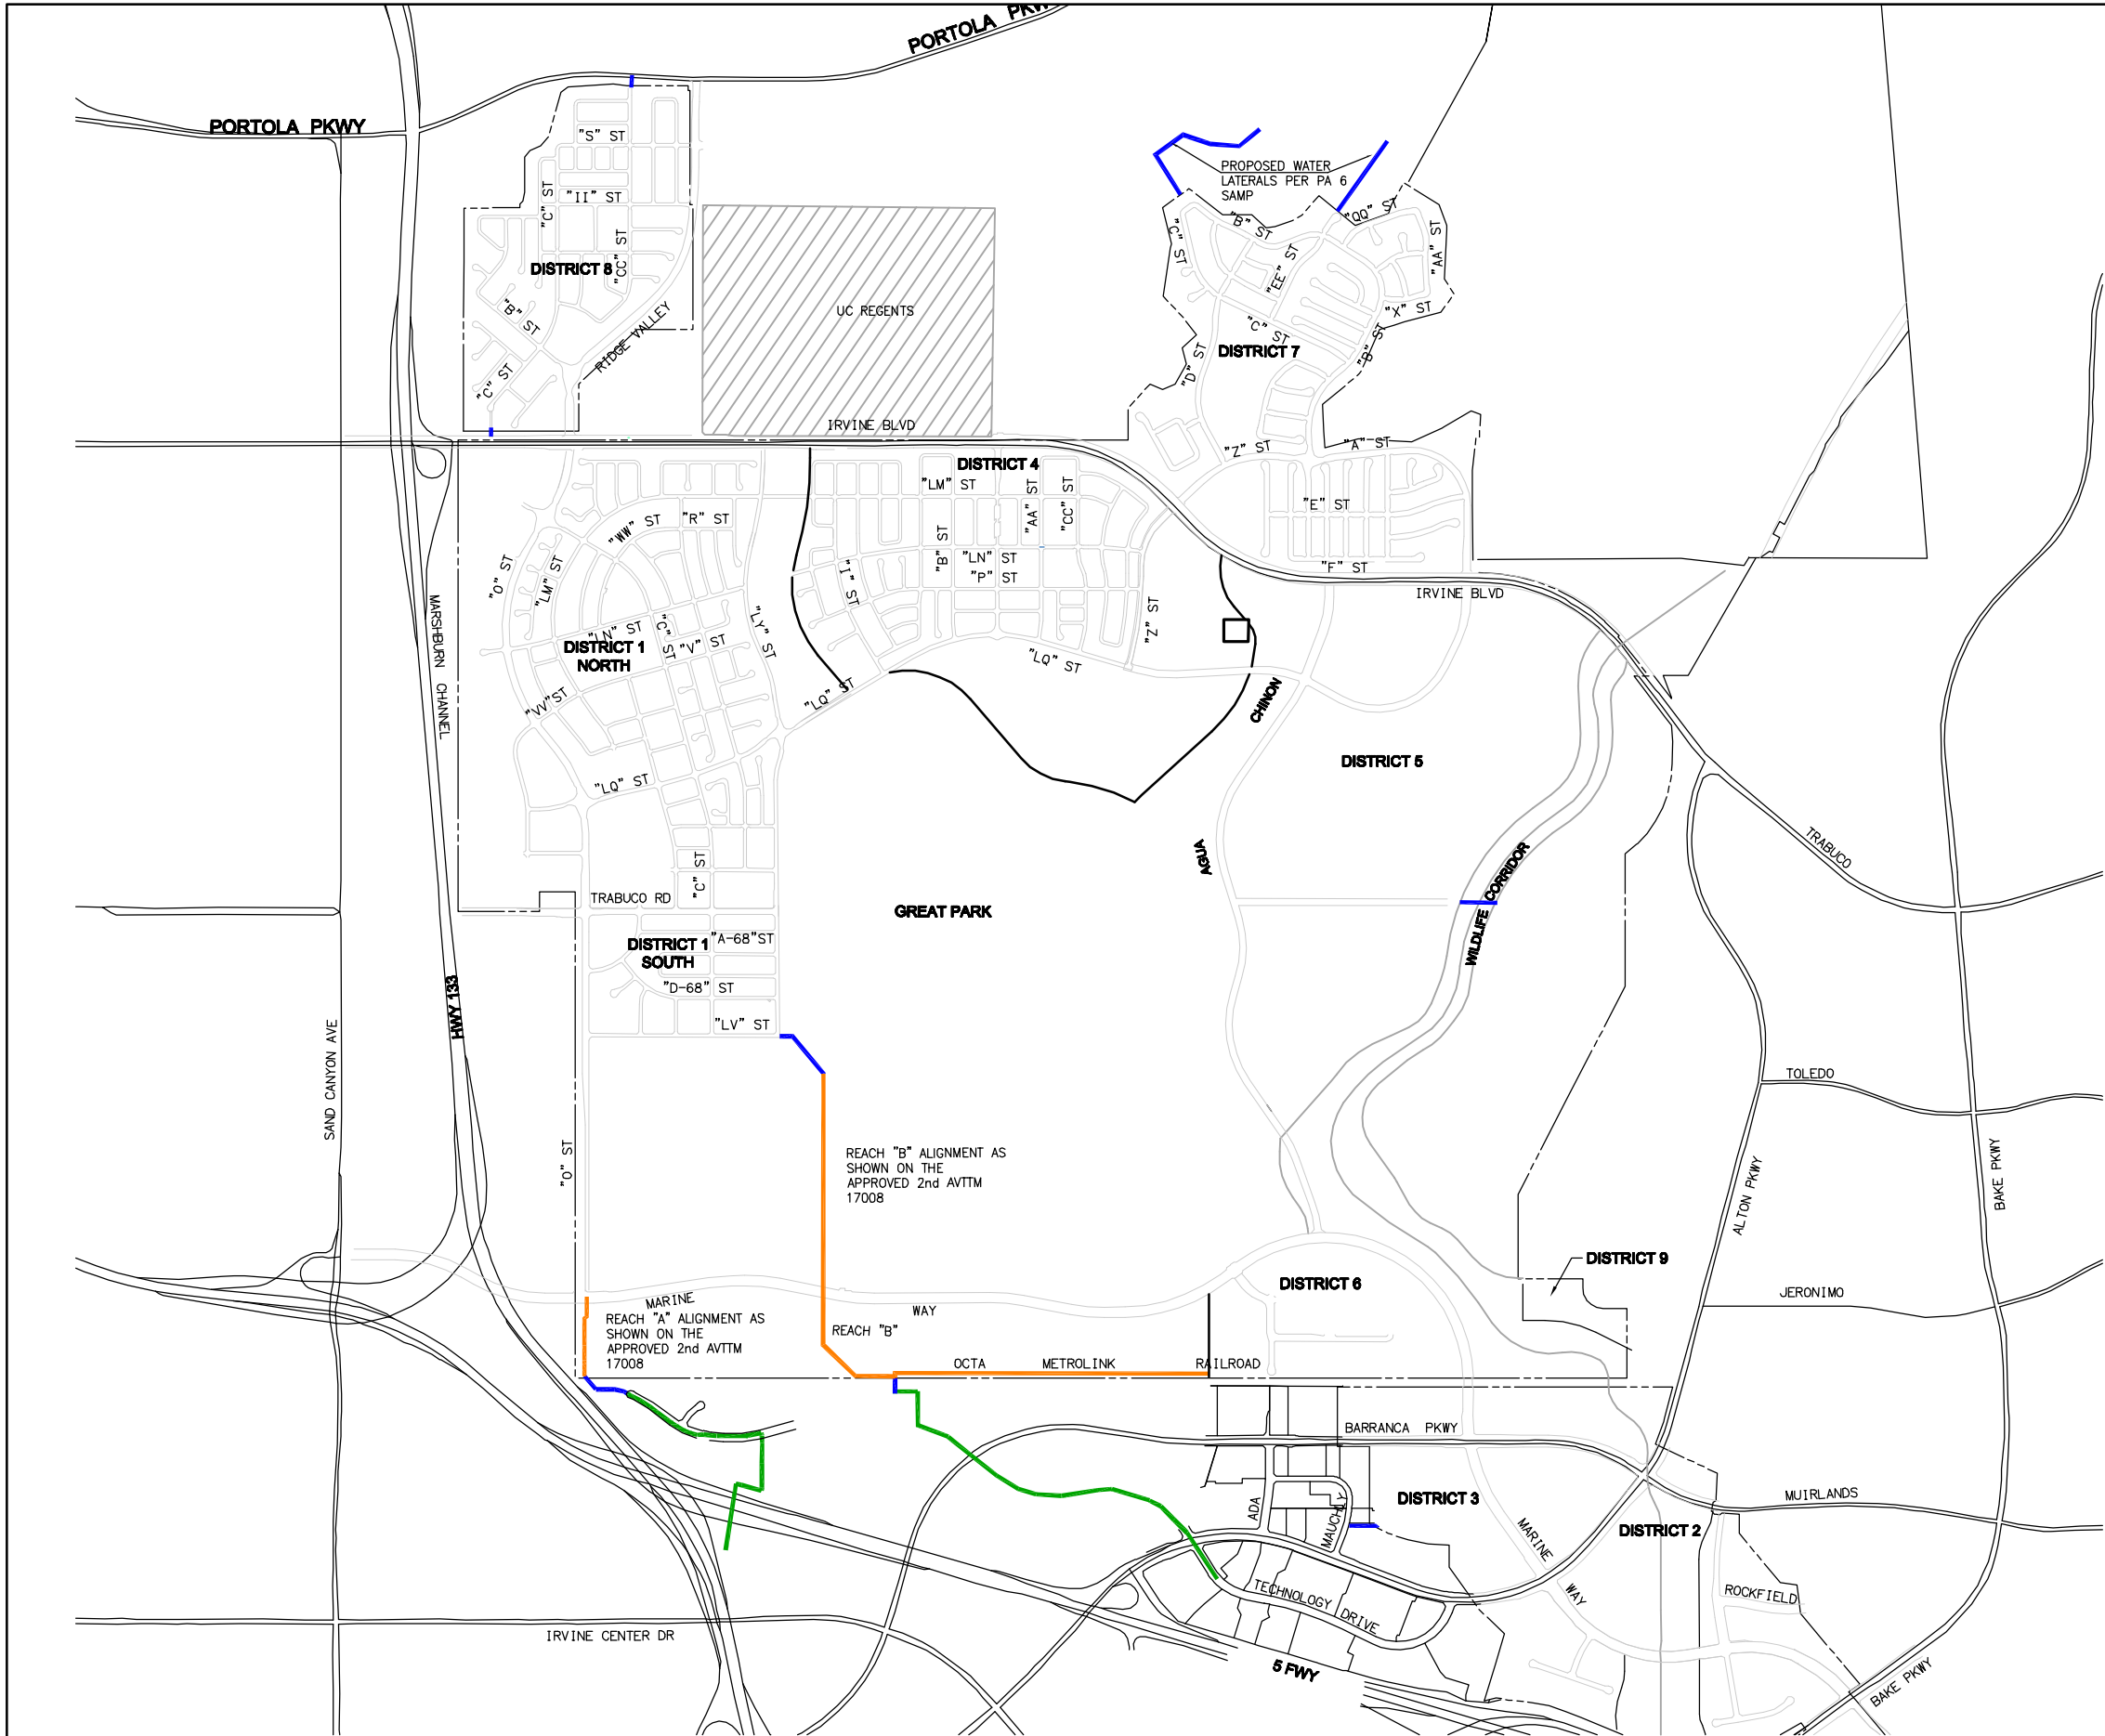 PORTOLA PKW
PORTOLA PKWY
"S" ST
"C" ST
"II" ST
"CC" ST
DISTRICT 8
"B" ST
"C" ST
RIDGE VALLEY
UC REGENTS
PROPOSED WATER
LATERALS PER PA 6
SAMP
"C" ST
"B" ST
"QQ" ST
"AA" ST
"EE" ST
"X" ST
"C" ST
"B" ST
"D" ST
DISTRICT 7
IRVINE BLVD
"Z" ST
"A" ST
"E" ST
"F" ST
IRVINE BLVD
DISTRICT 4
"LM" ST
"AA" ST
"CC" ST
"B" ST
"LN" ST
"P" ST
"I" ST
"Z" ST
"LQ" ST
"LQ" ST
"WW" ST
"R" ST
"O" ST
"LM" ST
"LN" ST
"C" ST
"V" ST
"LY" ST
DISTRICT 1
NORTH
"VV" ST
"LQ" ST
MARSHBURN CHANNEL
CHINON
AGUA
DISTRICT 5
WILDLIFE CORRIDOR
TRABUCO
TRABUCO RD
"C" ST
GREAT PARK
DISTRICT 1
SOUTH
"A-68"ST
"D-68" ST
"LV" ST
HWY 133
SAND CANYON AVE
"O" ST
REACH "B" ALIGNMENT AS
SHOWN ON THE
APPROVED 2nd AVTTM
17008
TOLEDO
ALTON PKWY
BAKE PKWY
DISTRICT 9
DISTRICT 6
JERONIMO
MARINE
WAY
REACH "A" ALIGNMENT AS
SHOWN ON THE
APPROVED 2nd AVTTM
17008
REACH "B"
OCTA METROLINK RAILROAD
BARRANCA PKWY
ADA
MAUCHLY
DISTRICT 3
MUIRLANDS
DISTRICT 2
MARINE
WAY
TECHNOLOGY DRIVE
ROCKFIELD
IRVINE CENTER DR
5 FWY
BAKE PKWY